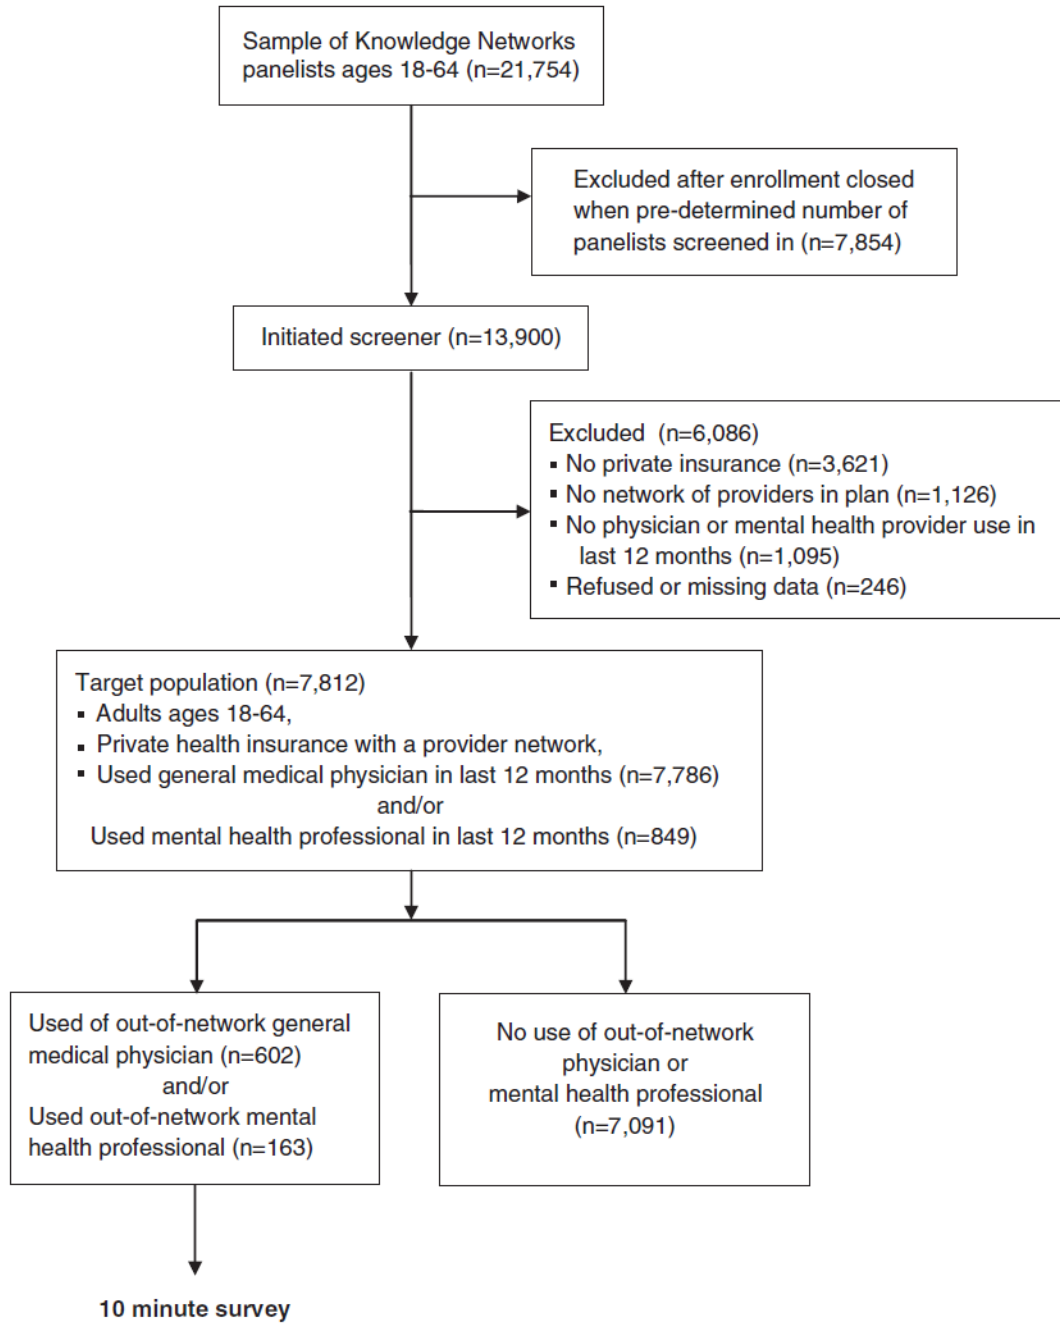 Sample of Knowledge Networks
panelists ages 18-64 (n=21,754)
Excluded after enrollment closed
when pre-determined number of
panelists screened in (n=7,854)
Initiated screener (n=13,900)
Excluded  (n=6,086)
▪ No private insurance (n=3,621)
▪ No network of providers in plan (n=1,126)
▪ No physician or mental health provider use in
last 12 months (n=1,095)
▪ Refused or missing data (n=246)
Target population (n=7,812)
▪ Adults ages 18-64,
▪ Private health insurance with a provider network,
▪ Used general medical physician in last 12 months (n=7,786)
and/or
Used mental health professional in last 12 months (n=849)
Used of out-of-network general
medical physician (n=602)
and/or
Used out-of-network mental
health professional (n=163)
No use of out-of-network
physician or
mental health professional
(n=7,091)
10 minute survey